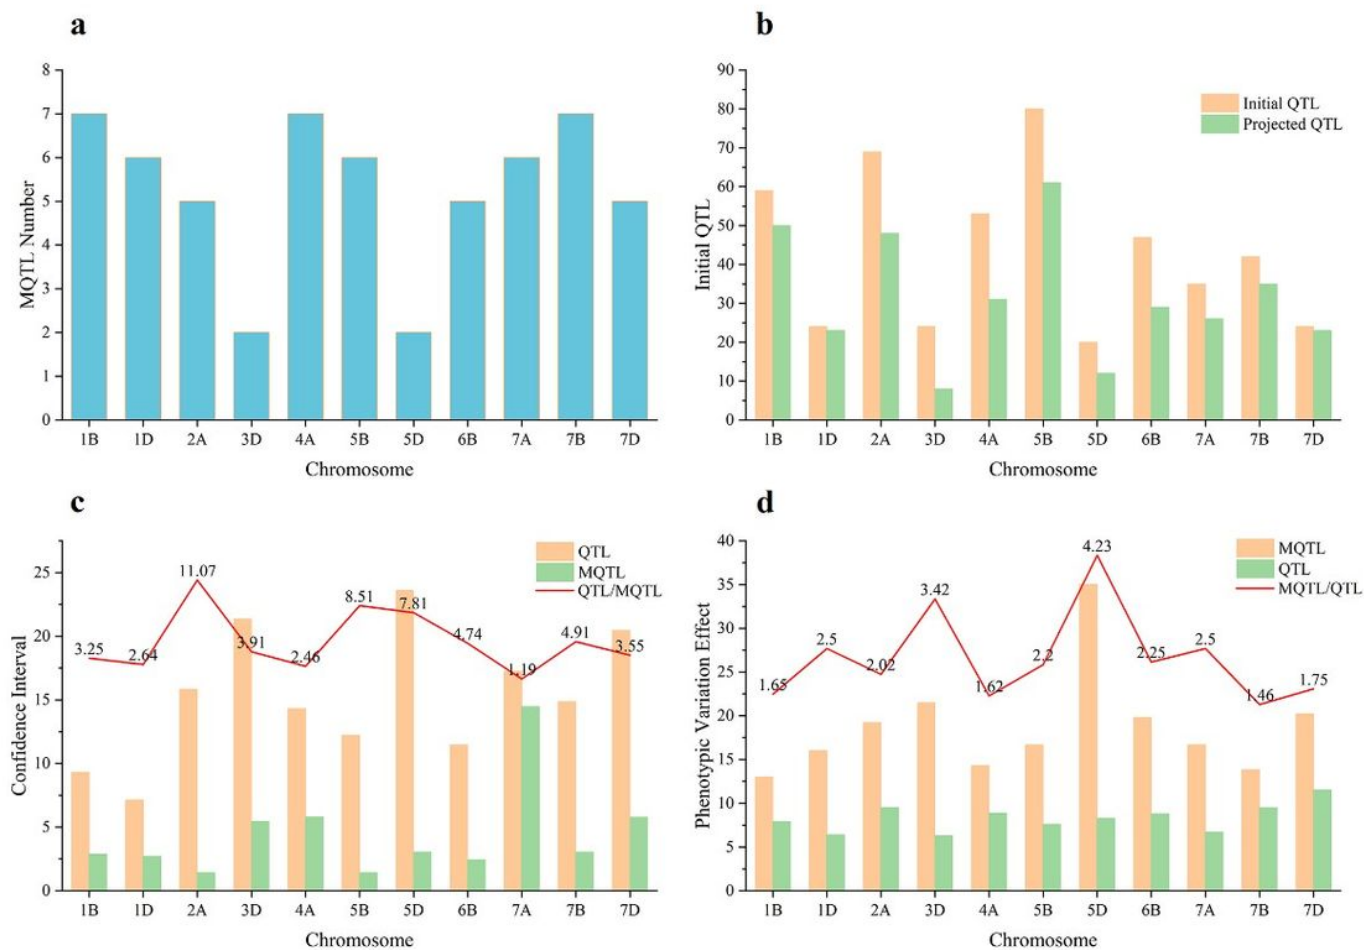 a
8
7
6
5
4
3
2
1
0
MQTL Number
1B 1D 2A 3D 4A 5B 5D 6B 7A 7B 7D
Chromosome
b
90
80
70
60
50
40
30
20
10
0
Initial QTL
Initial QTL
Projected QTL
1B 1D 2A 3D 4A 5B 5D 6B 7A 7B 7D
Chromosome
c
25
20
15
10
5
0
Confidence Interval
QTL
MQTL
QTL/MQTL
3.25 2.64 11.07 3.91 2.46 8.51 7.81 4.74 1.19 4.91 3.55
1B 1D 2A 3D 4A 5B 5D 6B 7A 7B 7D
Chromosome
d
40
35
30
25
20
15
10
5
0
Phenotypic Variation Effect
MQTL
QTL
MQTL/QTL
1.65 2.5 2.02 3.42 1.62 2.2 4.23 2.25 2.5 1.46 1.75
1B 1D 2A 3D 4A 5B 5D 6B 7A 7B 7D
Chromosome